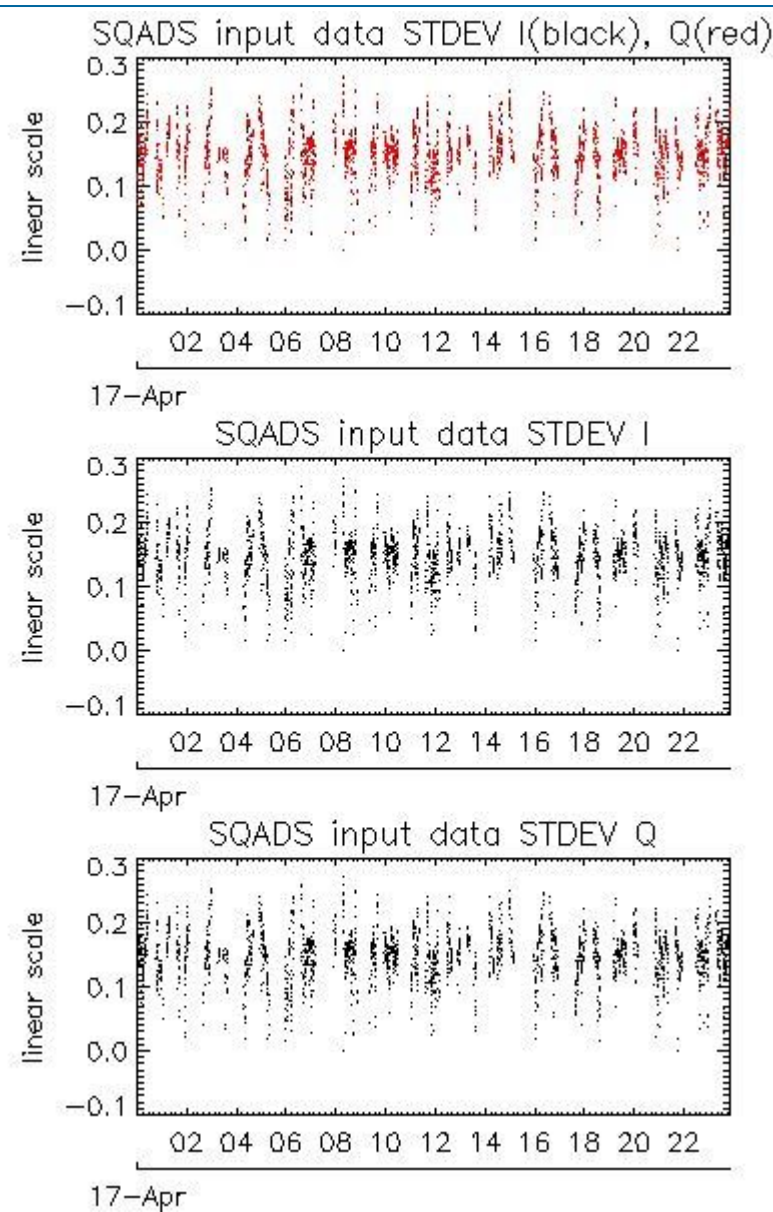 SQADS input data STDEV I(black), Q(red)
0.3
0.2
0.1
0.0
−0.1
linear scale
02 04 06 08 10 12 14 16 18 20 22
17−Apr
SQADS input data STDEV I
0.3
0.2
0.1
0.0
−0.1
linear scale
02 04 06 08 10 12 14 16 18 20 22
17−Apr
SQADS input data STDEV Q
0.3
0.2
0.1
0.0
−0.1
linear scale
02 04 06 08 10 12 14 16 18 20 22
17−Apr